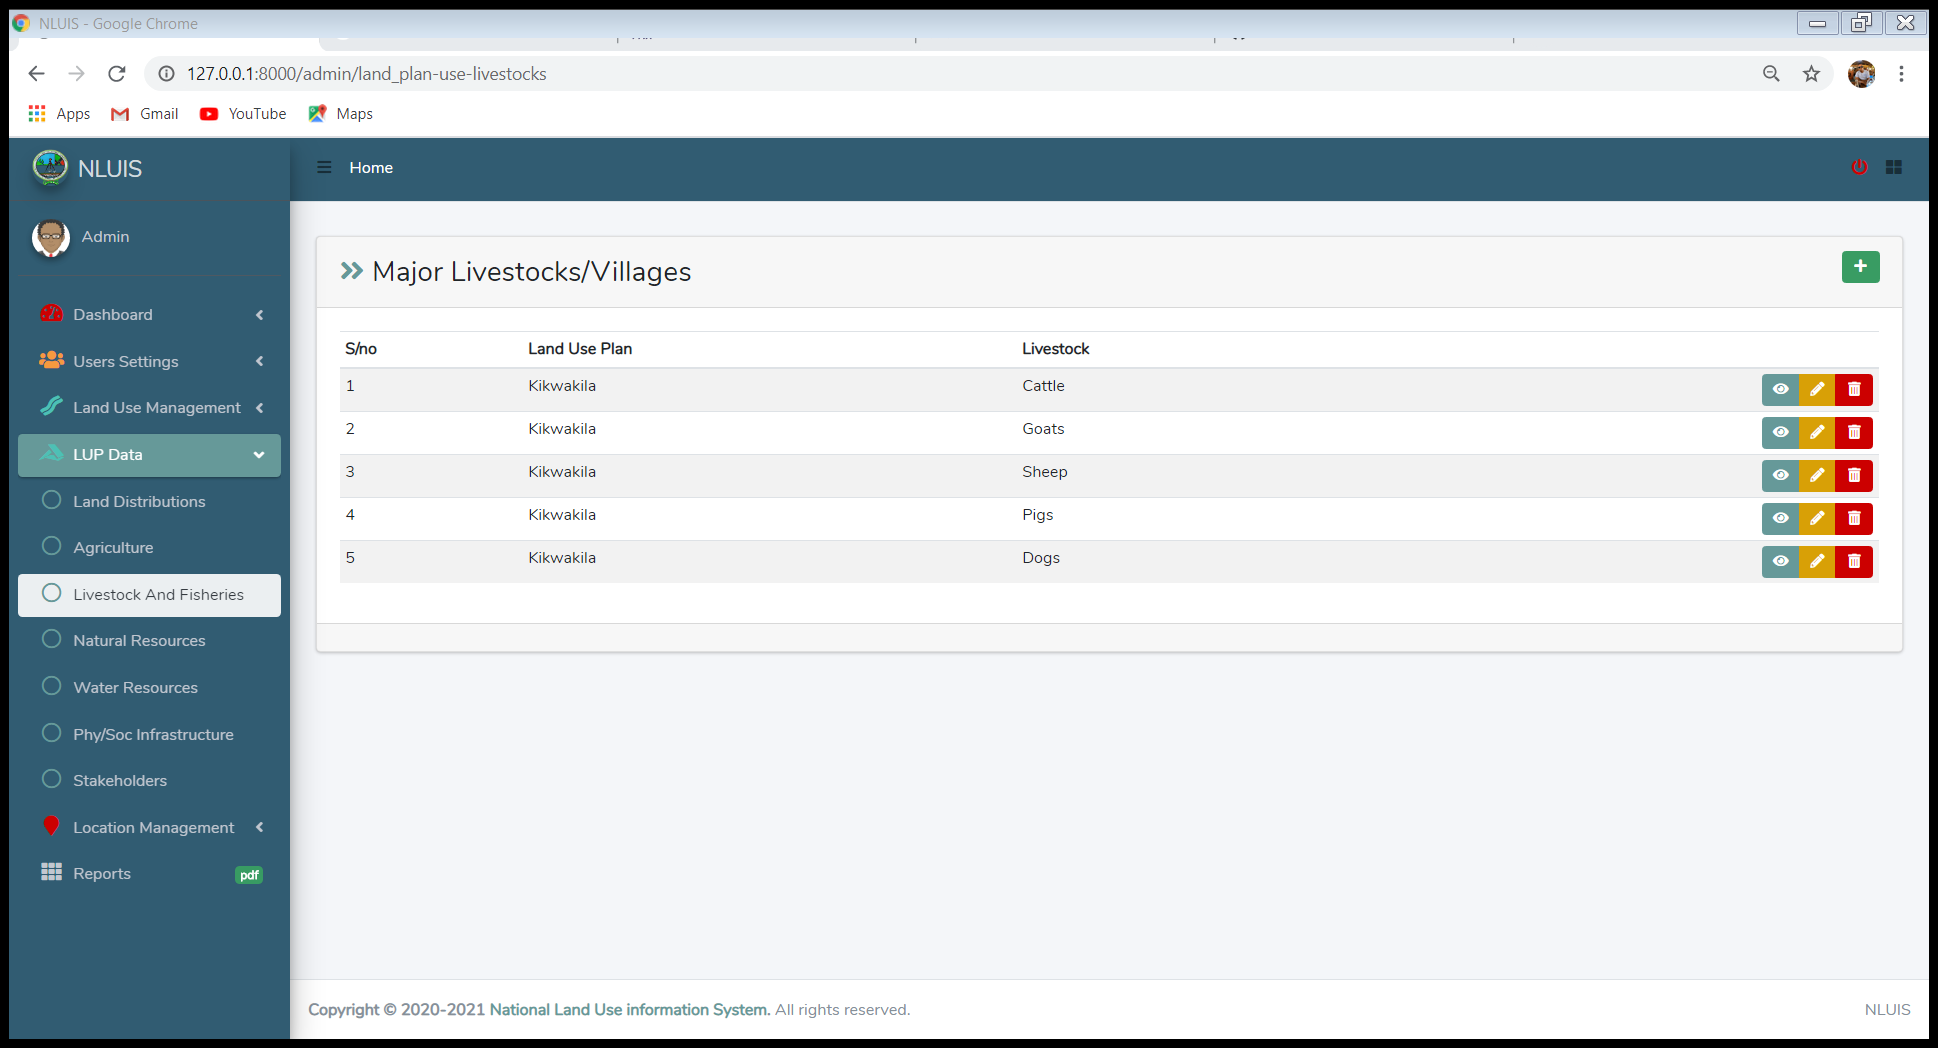 NLUIS - Google Chrome
127.0.0.1:8000/admin/land_plan-use-livestocks
Apps Gmail YouTube Maps
NLUIS
Home
Admin
Dashboard
Users Settings
Land Use Management
LUP Data
Land Distributions
Agriculture
Livestock And Fisheries
Natural Resources
Water Resources
Phy/Soc Infrastructure
Stakeholders
Location Management
Reports pdf
Major Livestocks/Villages
S/no Land Use Plan Livestock
1 Kikwakila Cattle
2 Kikwakila Goats
3 Kikwakila Sheep
4 Kikwakila Pigs
5 Kikwakila Dogs
Copyright © 2020-2021 National Land Use information System. All rights reserved. NLUIS